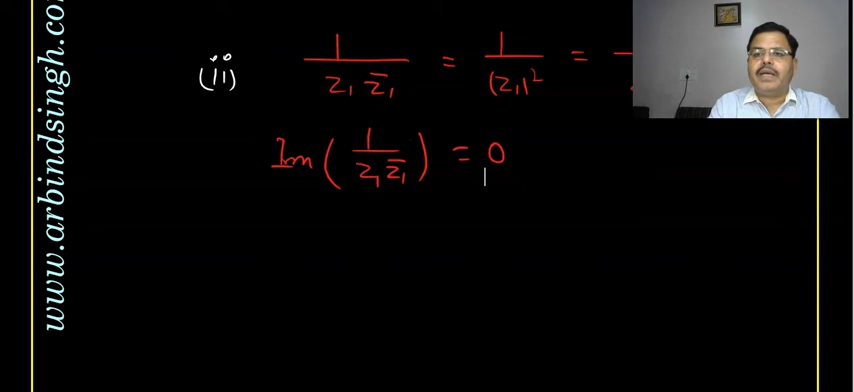 www.arbindsingh.co
(ii) 1 / z₁ z̄₁ = 1 / (z₁)² =
Im ( 1 / z₁ z̄₁ ) = 0